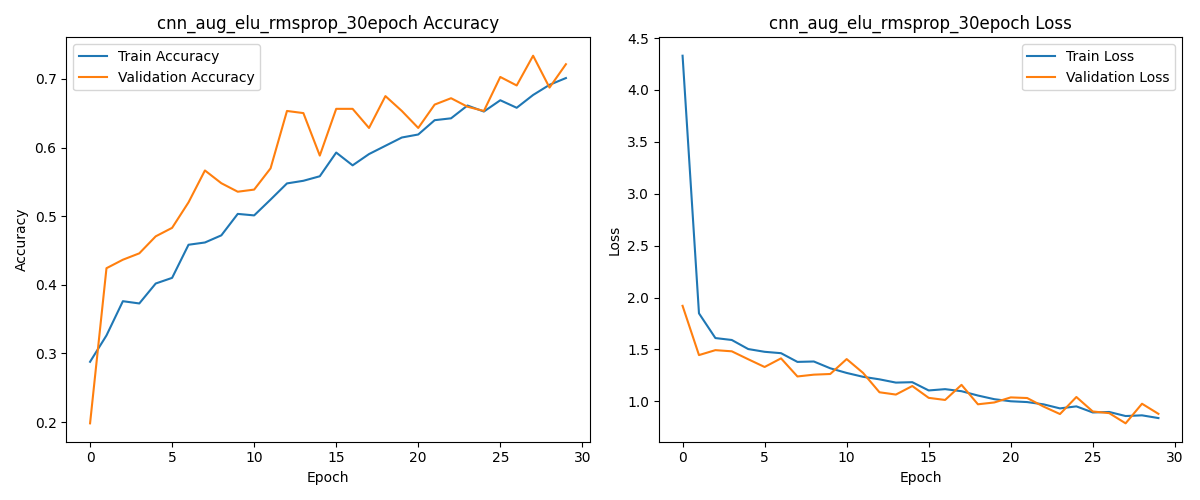 cnn_aug_elu_rmsprop_30epoch Accuracy
Train Accuracy
Validation Accuracy
Accuracy
0.7
0.6
0.5
0.4
0.3
0.2
0 5 10 15 20 25 30
Epoch
cnn_aug_elu_rmsprop_30epoch Loss
Train Loss
Validation Loss
Loss
4.5
4.0
3.5
3.0
2.5
2.0
1.5
1.0
0 5 10 15 20 25 30
Epoch